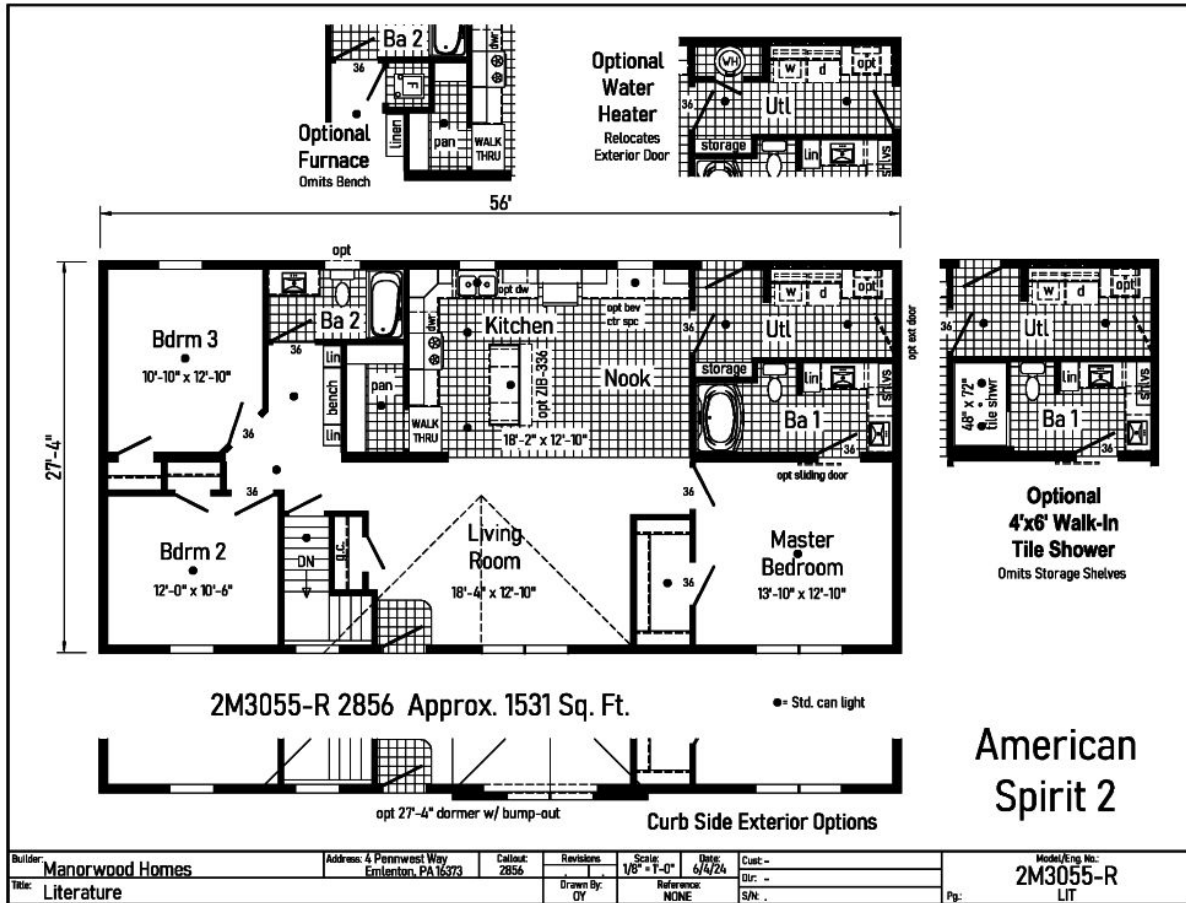 Ba 2
dwr
36
F
Optional
Furnace
Omits Bench
linen
pan
WALK
THRU
Optional
Water
Heater
Relocates
Exterior Door
WH
w
d
opt
36
Utl
storage
lin
shlvs
56'
27'-4"
opt
Ba 2
opt dw
Kitchen
opt bev
ctr spc
w
d
opt
36
Utl
opt ext door
Bdrm 3
10'-10" x 12'-10"
36
lin
bench
lin
pan
dwr
WALK
THRU
opt ZIB-336
Nook
18'-2" x 12'-10"
storage
lin
shlvs
Ba 1
36
opt sliding door
36
36
36
Bdrm 2
12'-0" x 10'-6"
DN
g.c.
Living
Room
18'-4" x 12'-10"
36
Master
Bedroom
13'-10" x 12'-10"
w
d
opt
Utl
48" x 72"
tile shwr
lin
shlvs
Ba 1
36
Optional
4'x6' Walk-In
Tile Shower
Omits Storage Shelves
2M3055-R 2856 Approx. 1531 Sq. Ft.
●= Std. can light
American
Spirit 2
opt 27'-4" dormer w/ bump-out
Curb Side Exterior Options
Builder: Manorwood Homes
Address: 4 Pennwest Way
Emlenton, PA 16373
Callout:
2856
Revisions
Scale:
1/8" = 1'-0"
Date:
6/4/24
Cust: -
Dlr: -
S/N: .
Model/Eng. No.:
2M3055-R
Title: Literature
Drawn By:
OY
Reference:
NONE
Pg.: LIT